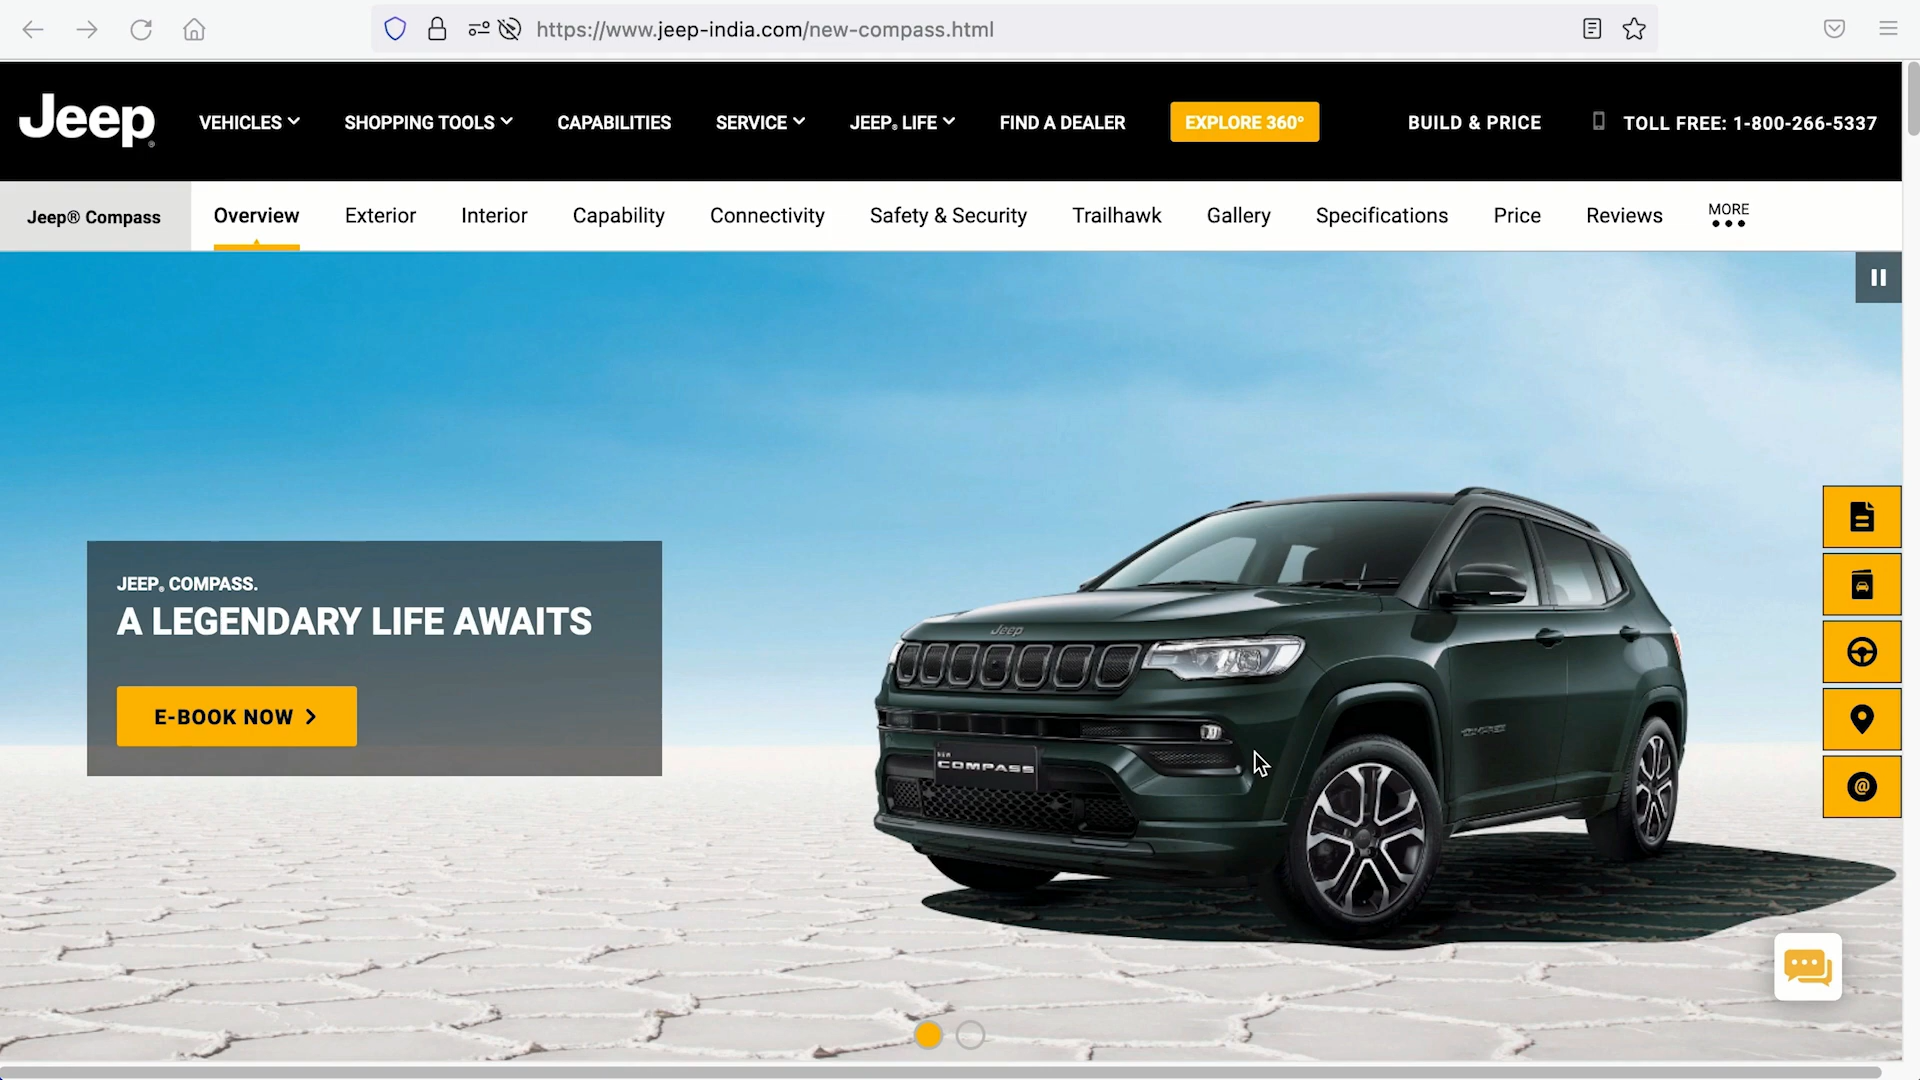 https://www.jeep-india.com/new-compass.html
Jeep®
VEHICLES
SHOPPING TOOLS
CAPABILITIES
SERVICE
JEEP® LIFE
FIND A DEALER
EXPLORE 360°
BUILD & PRICE
TOLL FREE: 1-800-266-5337
Jeep® Compass
Overview
Exterior
Interior
Capability
Connectivity
Safety & Security
Trailhawk
Gallery
Specifications
Price
Reviews
MORE
JEEP® COMPASS.
A LEGENDARY LIFE AWAITS
E-BOOK NOW
Jeep
COMPASS
NEW
COMPASS